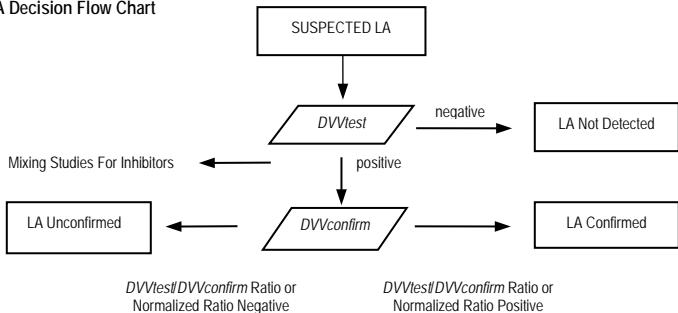 A Decision Flow Chart
SUSPECTED LA
DVVtest
negative
LA Not Detected
Mixing Studies For Inhibitors
positive
LA Unconfirmed
DVVconfirm
LA Confirmed
DVVtest/DVVconfirm Ratio or
Normalized Ratio Negative
DVVtest/DVVconfirm Ratio or
Normalized Ratio Positive